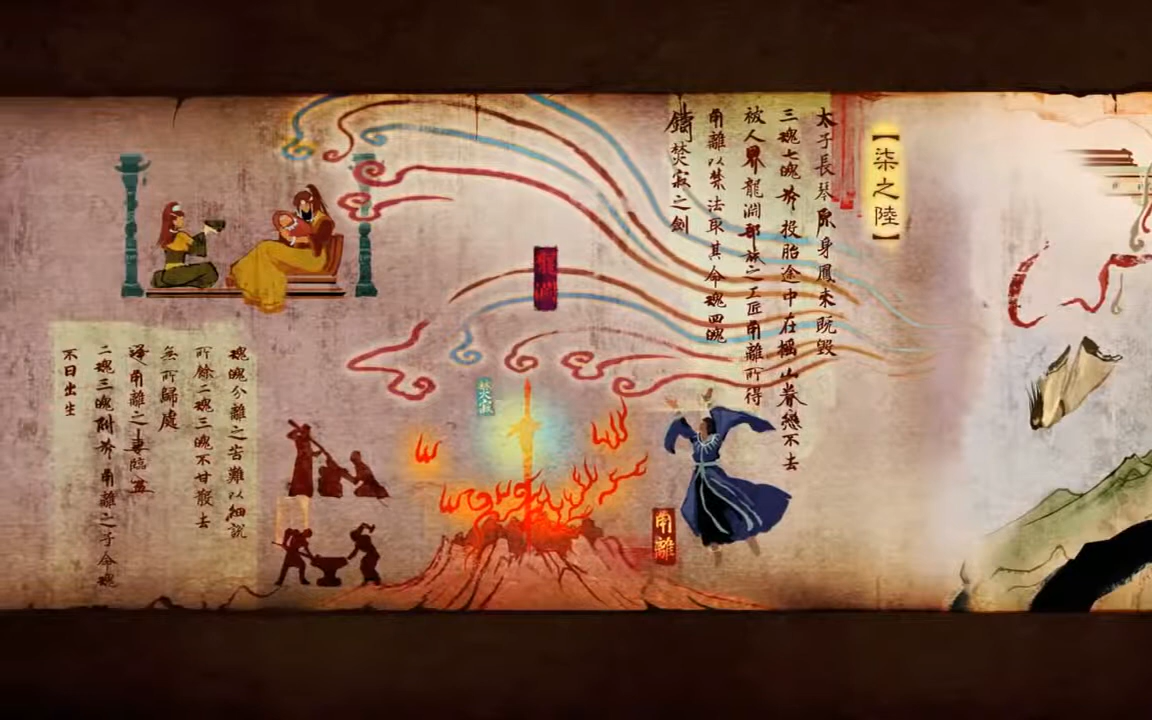 【柒之陸】
太子長琴原身鳳來既毀
三魂七魄於投胎途中在榣山眷戀不去
被人界龍淵部族之工匠角離所得
角離以禁法取其命魂四魄
鑄焚寂之劍
龍淵
焚寂
角離
魂魄分離之苦難以細說
所餘二魂三魄不甘散去
無所歸處
逢角離之妻臨盆
二魂三魄附於角離之子命魂
不日出生